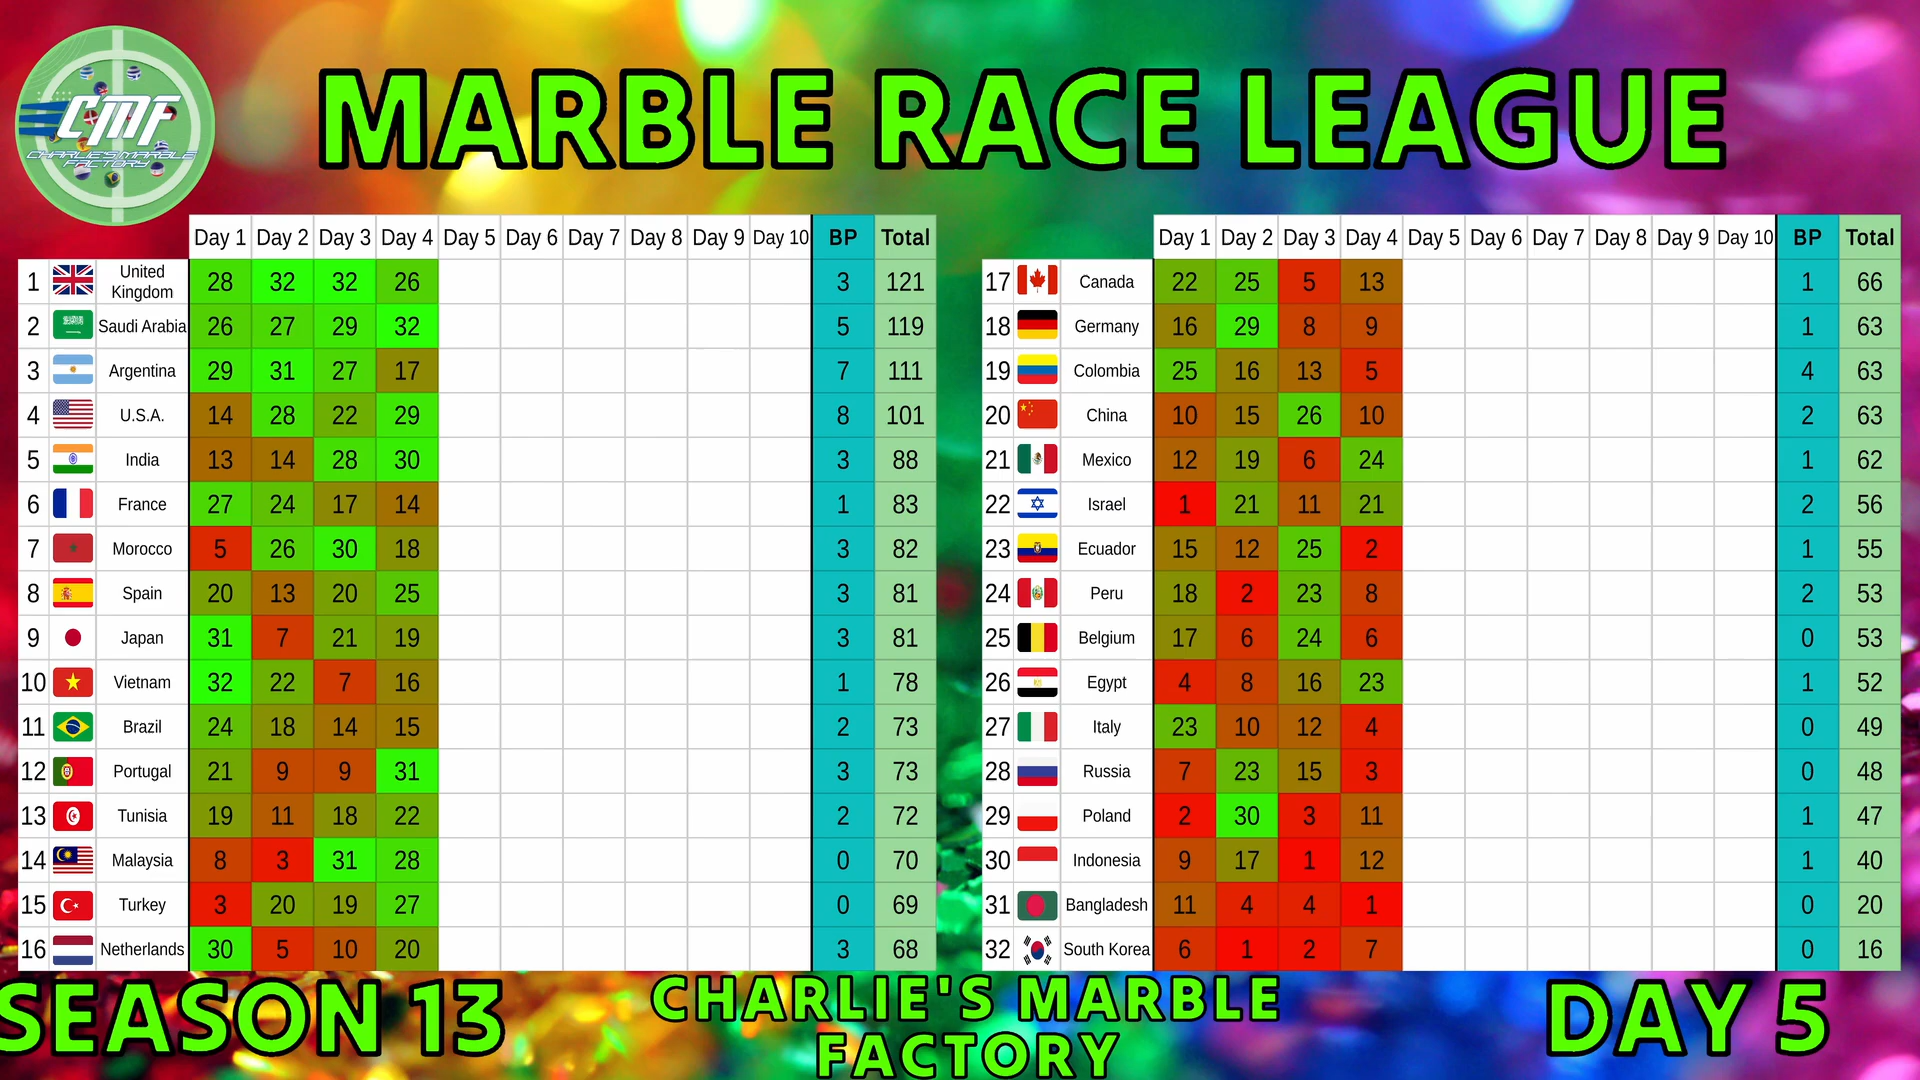 CMF
CHARLIE'S MARBLE
FACTORY
MARBLE RACE LEAGUE
Day 1 Day 2 Day 3 Day 4 Day 5 Day 6 Day 7 Day 8 Day 9 Day 10 BP Total
1 United Kingdom 28 32 32 26 3 121
2 Saudi Arabia 26 27 29 32 5 119
3 Argentina 29 31 27 17 7 111
4 U.S.A. 14 28 22 29 8 101
5 India 13 14 28 30 3 88
6 France 27 24 17 14 1 83
7 Morocco 5 26 30 18 3 82
8 Spain 20 13 20 25 3 81
9 Japan 31 7 21 19 3 81
10 Vietnam 32 22 7 16 1 78
11 Brazil 24 18 14 15 2 73
12 Portugal 21 9 9 31 3 73
13 Tunisia 19 11 18 22 2 72
14 Malaysia 8 3 31 28 0 70
15 Turkey 3 20 19 27 0 69
16 Netherlands 30 5 10 20 3 68
Day 1 Day 2 Day 3 Day 4 Day 5 Day 6 Day 7 Day 8 Day 9 Day 10 BP Total
17 Canada 22 25 5 13 1 66
18 Germany 16 29 8 9 1 63
19 Colombia 25 16 13 5 4 63
20 China 10 15 26 10 2 63
21 Mexico 12 19 6 24 1 62
22 Israel 1 21 11 21 2 56
23 Ecuador 15 12 25 2 1 55
24 Peru 18 2 23 8 2 53
25 Belgium 17 6 24 6 0 53
26 Egypt 4 8 16 23 1 52
27 Italy 23 10 12 4 0 49
28 Russia 7 23 15 3 0 48
29 Poland 2 30 3 11 1 47
30 Indonesia 9 17 1 12 1 40
31 Bangladesh 11 4 4 1 0 20
32 South Korea 6 1 2 7 0 16
SEASON 13
CHARLIE'S MARBLE
FACTORY
DAY 5